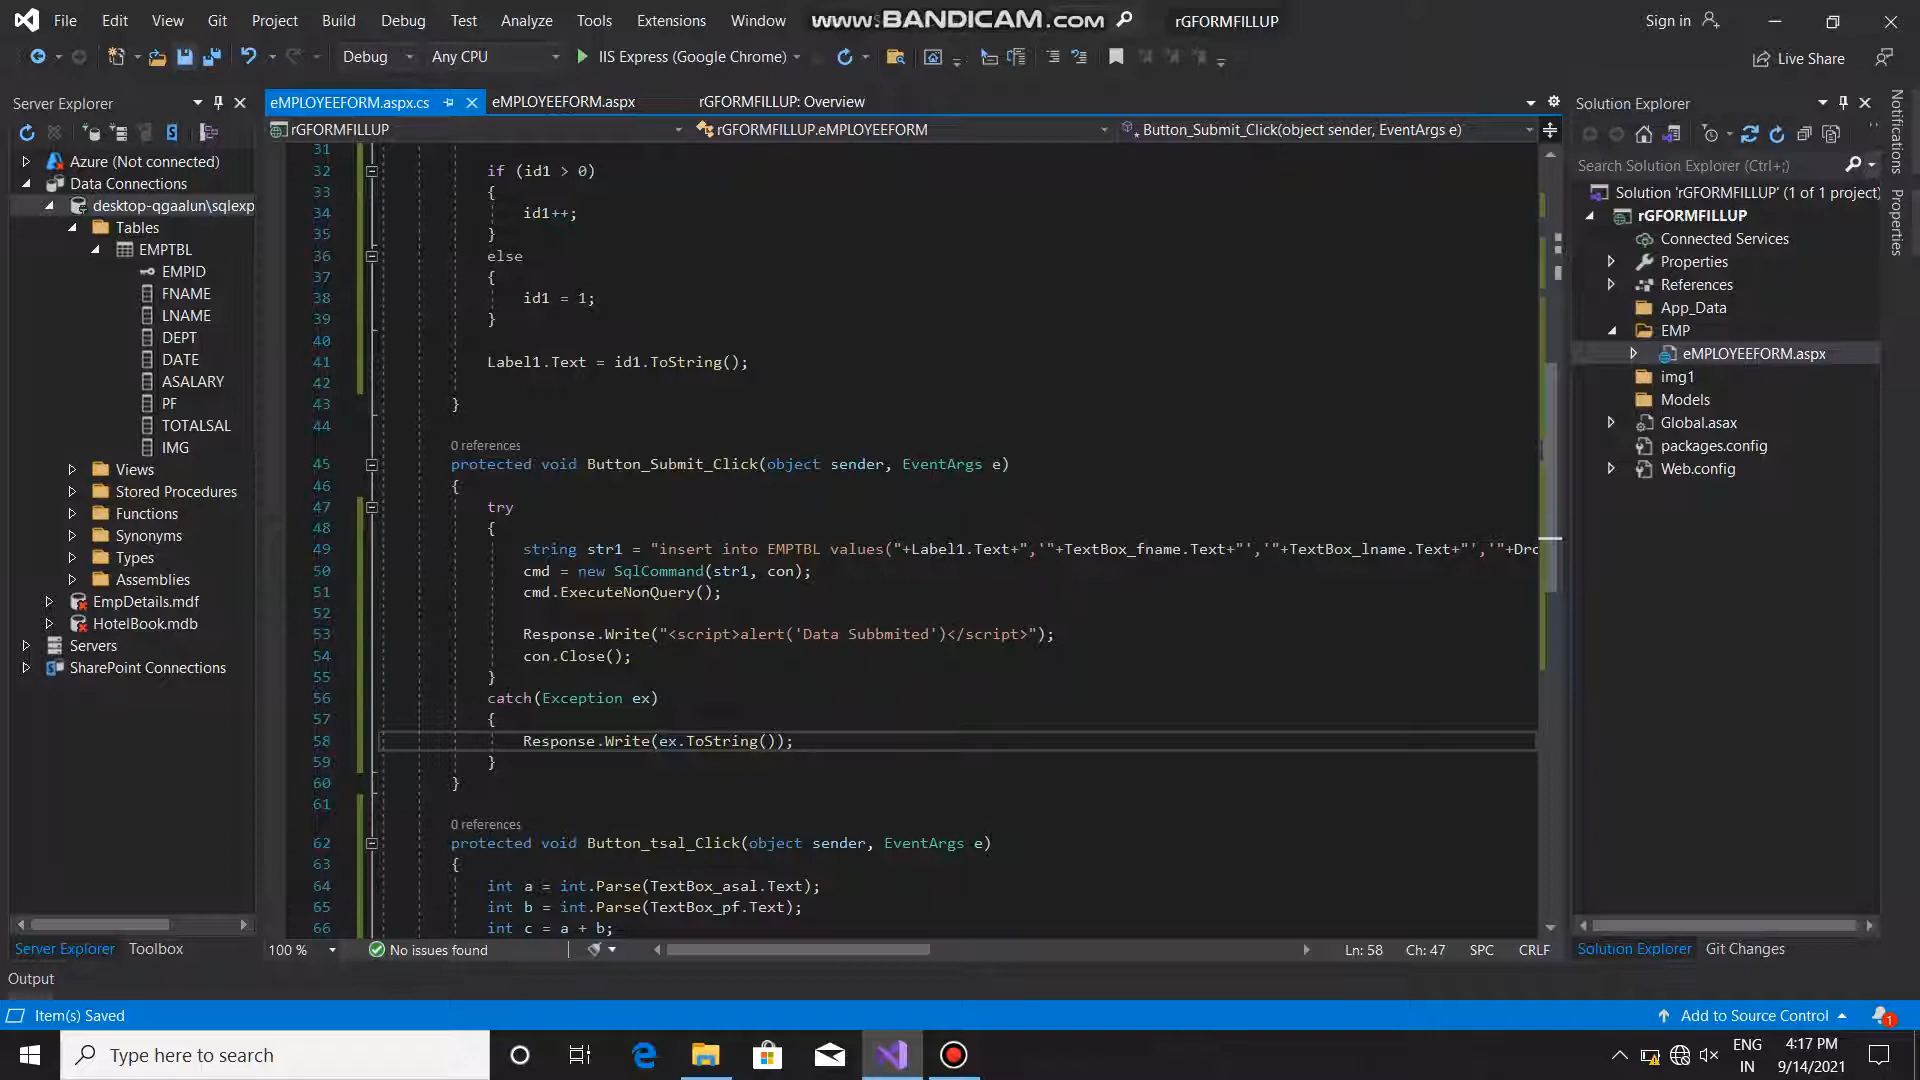 File Edit View Git Project Build Debug Test Analyze Tools Extensions Window www.BANDICAM.com rGFORMFILLUP Sign in
Debug Any CPU IIS Express (Google Chrome) Live Share
Server Explorer
Azure (Not connected)
Data Connections
desktop-qgaalun\sqlexp
Tables
EMPTBL
EMPID
FNAME
LNAME
DEPT
DATE
ASALARY
PF
TOTALSAL
IMG
Views
Stored Procedures
Functions
Synonyms
Types
Assemblies
EmpDetails.mdf
HotelBook.mdb
Servers
SharePoint Connections
Server Explorer Toolbox
eMPLOYEEFORM.aspx.cs eMPLOYEEFORM.aspx rGFORMFILLUP: Overview
rGFORMFILLUP rGFORMFILLUP.eMPLOYEEFORM Button_Submit_Click(object sender, EventArgs e)
31
32 if (id1 > 0)
33 {
34 id1++;
35 }
36 else
37 {
38 id1 = 1;
39 }
40
41 Label1.Text = id1.ToString();
42
43 }
44
0 references
45 protected void Button_Submit_Click(object sender, EventArgs e)
46 {
47 try
48 {
49 string str1 = "insert into EMPTBL values("+Label1.Text+",'"+TextBox_fname.Text+"','"+TextBox_lname.Text+"','"+Drc
50 cmd = new SqlCommand(str1, con);
51 cmd.ExecuteNonQuery();
52
53 Response.Write("<script>alert('Data Subbmited')</script>");
54 con.Close();
55 }
56 catch(Exception ex)
57 {
58 Response.Write(ex.ToString());
59 }
60 }
61
0 references
62 protected void Button_tsal_Click(object sender, EventArgs e)
63 {
64 int a = int.Parse(TextBox_asal.Text);
65 int b = int.Parse(TextBox_pf.Text);
66 int c = a + b;
100 % No issues found Ln: 58 Ch: 47 SPC CRLF
Solution Explorer
Search Solution Explorer (Ctrl+;)
Solution 'rGFORMFILLUP' (1 of 1 project)
rGFORMFILLUP
Connected Services
Properties
References
App_Data
EMP
eMPLOYEEFORM.aspx
img1
Models
Global.asax
packages.config
Web.config
Solution Explorer Git Changes
Notifications
Properties
Output
Item(s) Saved Add to Source Control 1
Type here to search
ENG
IN
4:17 PM
9/14/2021